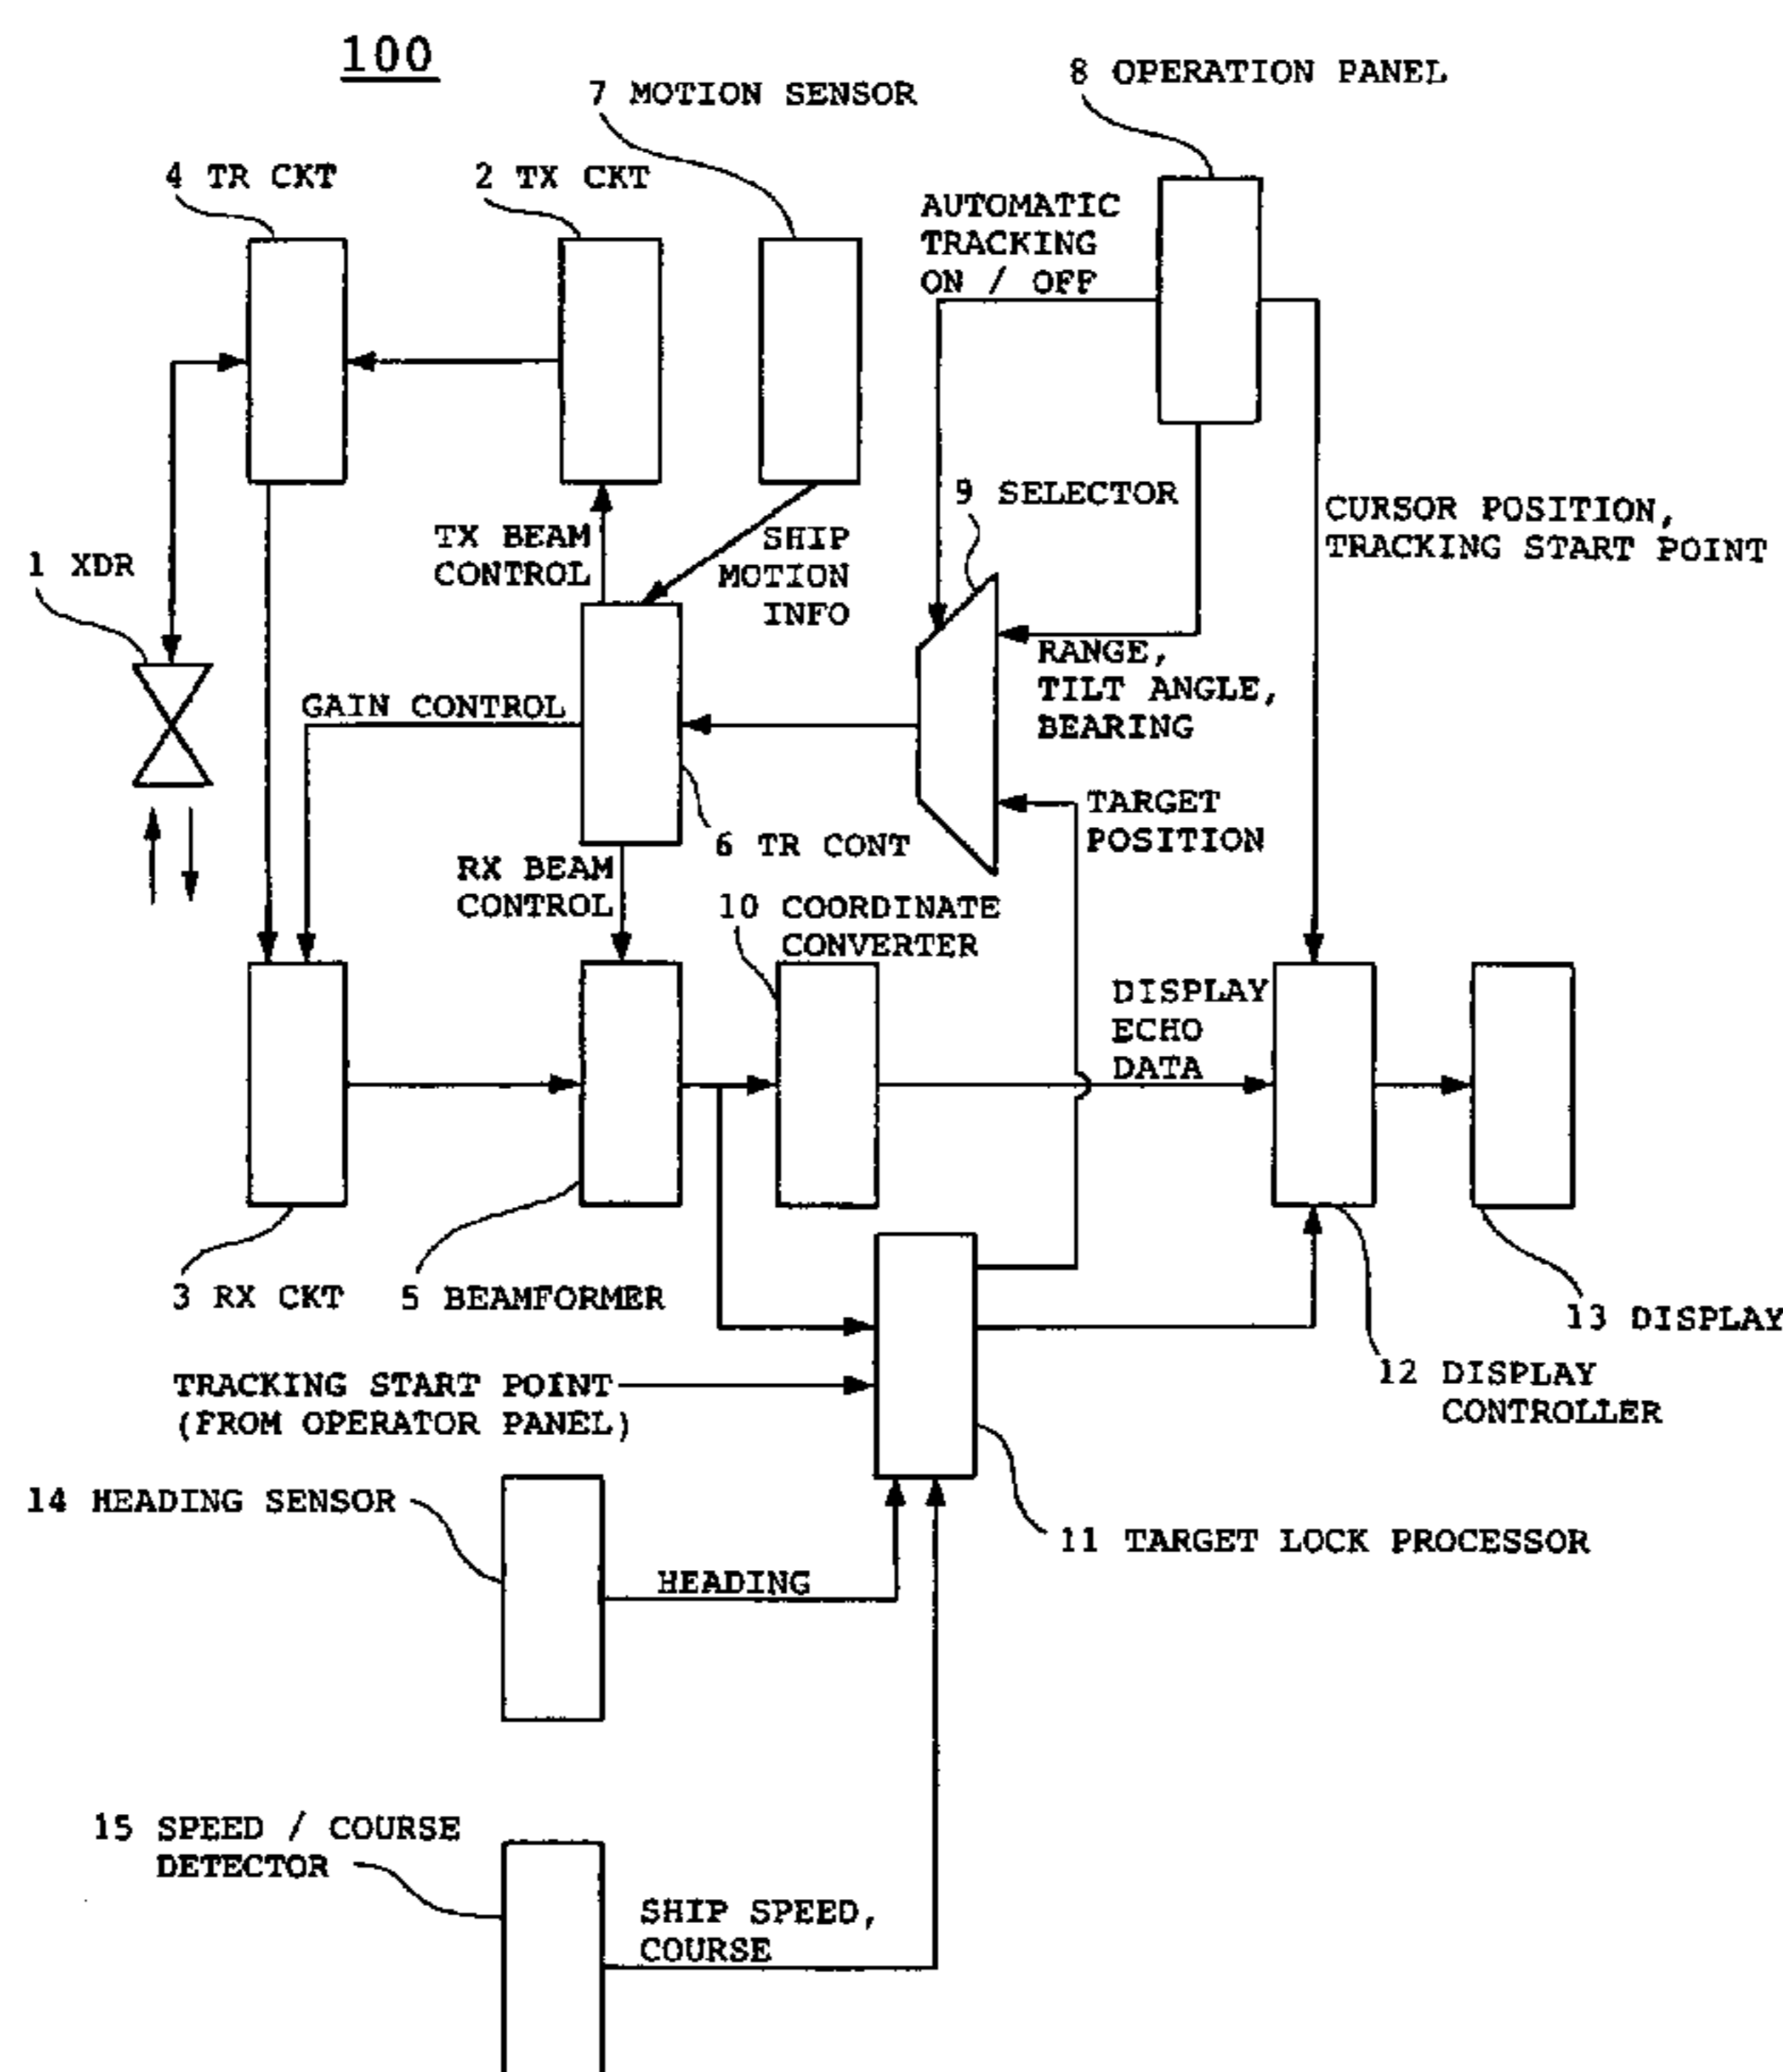 100
7 MOTION SENSOR
8 OPERATION PANEL
4 TR CKT
2 TX CKT
AUTOMATIC
TRACKING
ON / OFF
9 SELECTOR
CURSOR POSITION,
TRACKING START POINT
TX BEAM
CONTROL
SHIP
MOTION
INFO
1 XDR
RANGE,
TILT ANGLE,
BEARING
GAIN CONTROL
TARGET
POSITION
6 TR CONT
RX BEAM
CONTROL
10 COORDINATE
CONVERTER
DISPLAY
ECHO
DATA
3 RX CKT
5 BEAMFORMER
13 DISPLAY
12 DISPLAY
CONTROLLER
TRACKING START POINT
(FROM OPERATOR PANEL)
14 HEADING SENSOR
11 TARGET LOCK PROCESSOR
HEADING
15 SPEED / COURSE
DETECTOR
SHIP SPEED,
COURSE